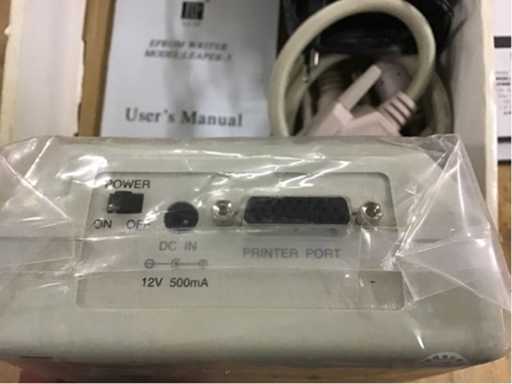 EPROM WRITER
MODEL:LEAPER-3
User's Manual
POWER
ON OFF
DC IN
PRINTER PORT
12V 500mA